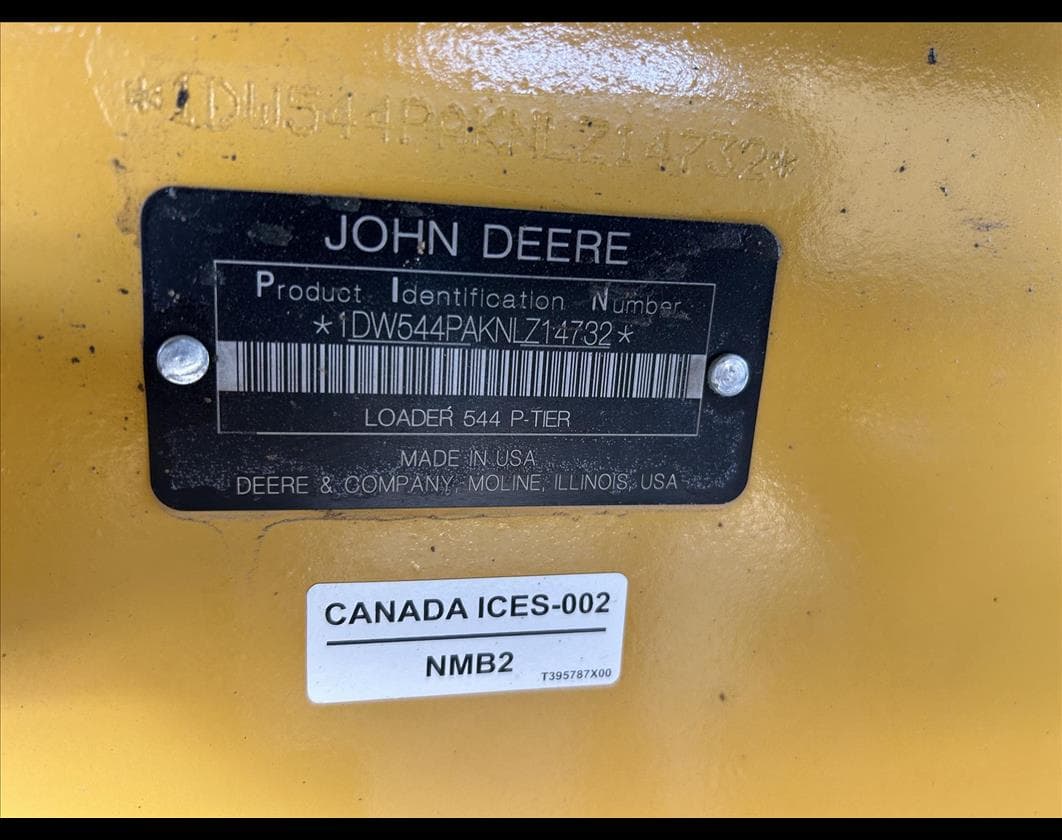 *1DW544PAKNLZ14732*
JOHN DEERE
Product Identification Number
*1DW544PAKNLZ14732*
LOADER 544 P-TIER
MADE IN USA
DEERE & COMPANY, MOLINE, ILLINOIS, USA
CANADA ICES-002
NMB2
T395787X00